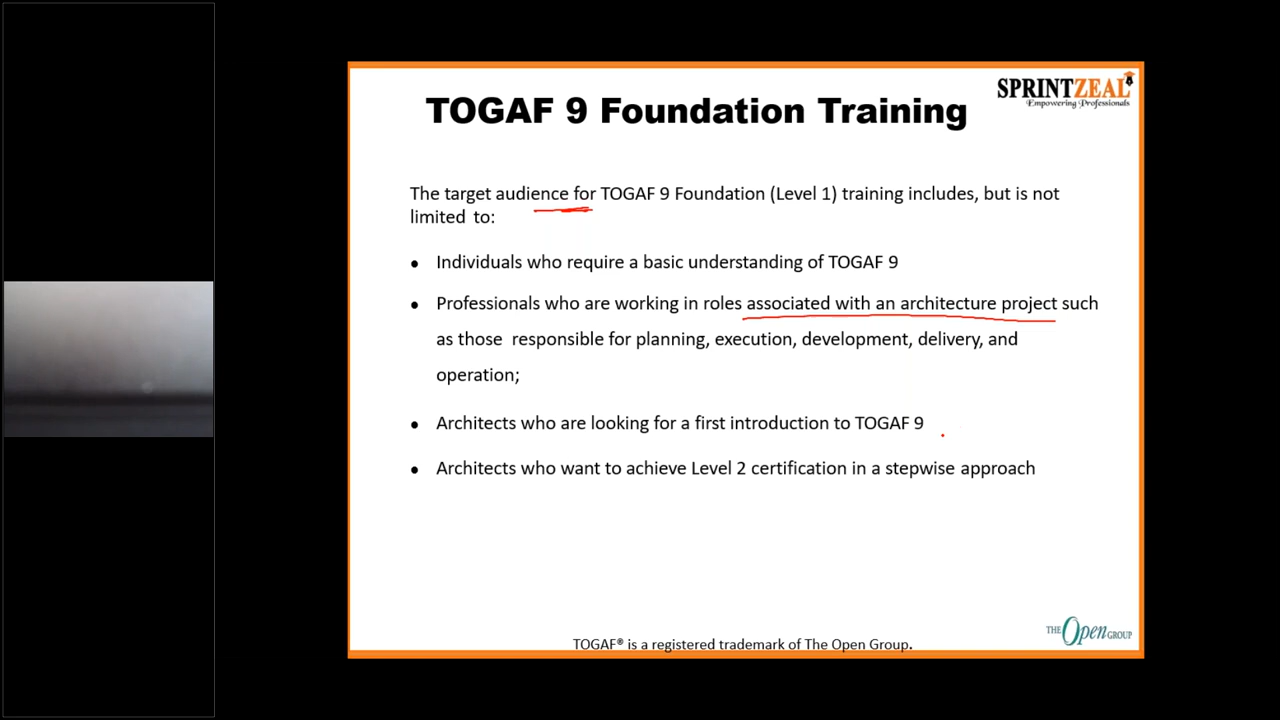 SPRINTZEAL
Empowering Professionals
TOGAF 9 Foundation Training
The target audience for TOGAF 9 Foundation (Level 1) training includes, but is not
limited to:
● Individuals who require a basic understanding of TOGAF 9
● Professionals who are working in roles associated with an architecture project such
as those responsible for planning, execution, development, delivery, and
operation;
● Architects who are looking for a first introduction to TOGAF 9
● Architects who want to achieve Level 2 certification in a stepwise approach
THE Open GROUP
TOGAF® is a registered trademark of The Open Group.